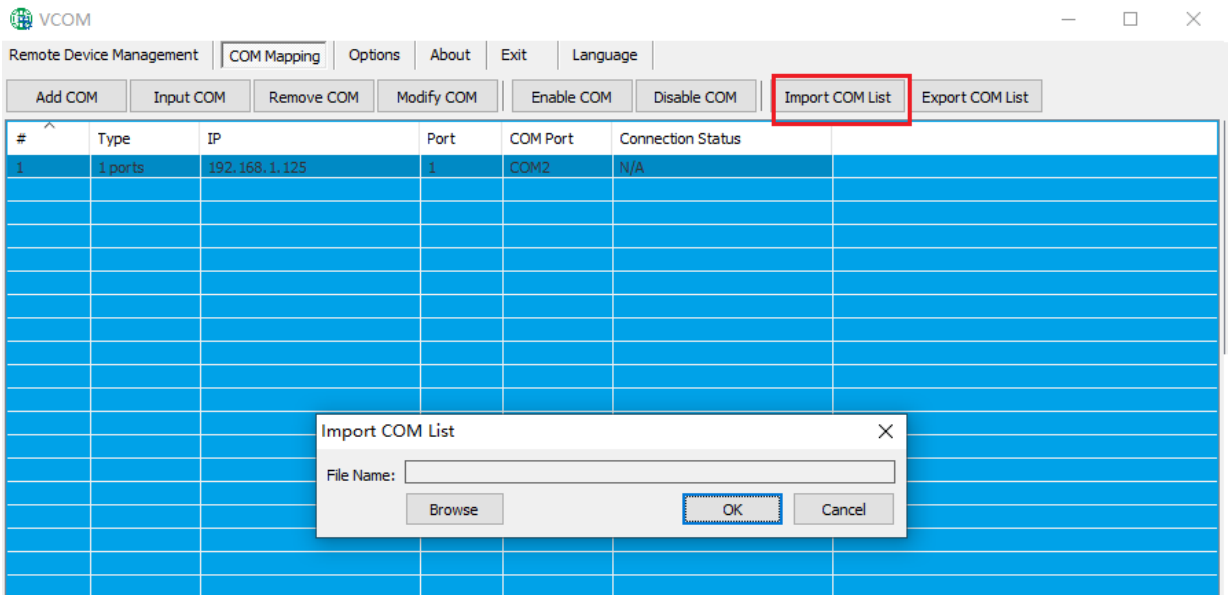 VCOM
Remote Device Management COM Mapping Options About Exit Language
Add COM Input COM Remove COM Modify COM Enable COM Disable COM Import COM List Export COM List
# Type IP Port COM Port Connection Status
1 1 ports 192.168.1.125 1 COM2 N/A
Import COM List
File Name:
Browse OK Cancel